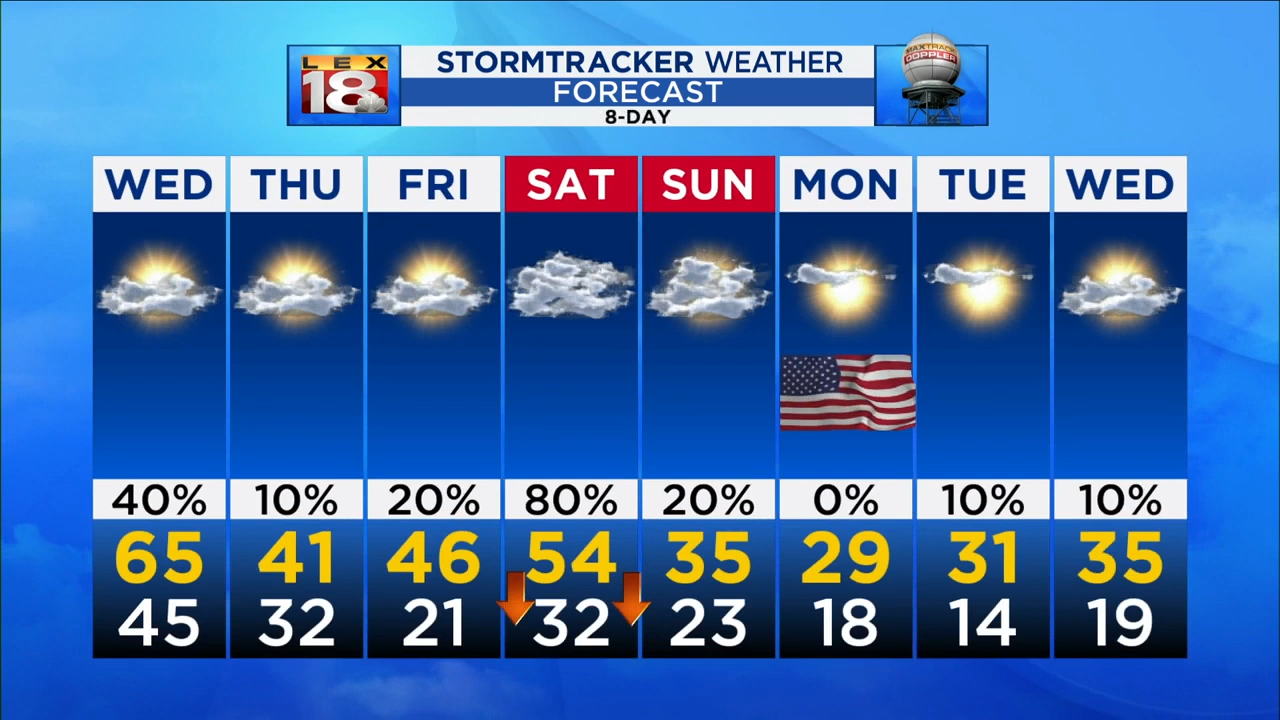 LEX
18
STORMTRACKER WEATHER
FORECAST
8-DAY
MAXTRACK
DOPPLER
WED THU FRI SAT SUN MON TUE WED
40% 10% 20% 80% 20% 0% 10% 10%
65 41 46 54 35 29 31 35
45 32 21 32 23 18 14 19